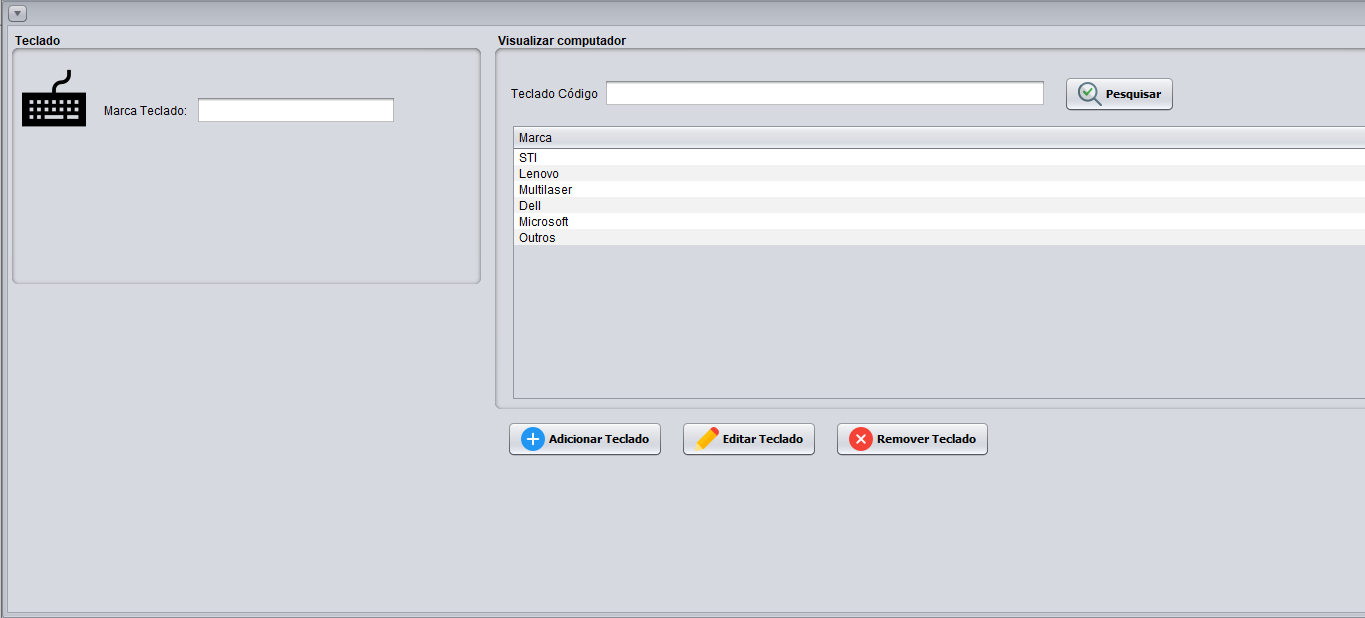 Teclado
Marca Teclado:
Visualizar computador
Teclado Código
Pesquisar
Marca
STI
Lenovo
Multilaser
Dell
Microsoft
Outros
Adicionar Teclado
Editar Teclado
Remover Teclado